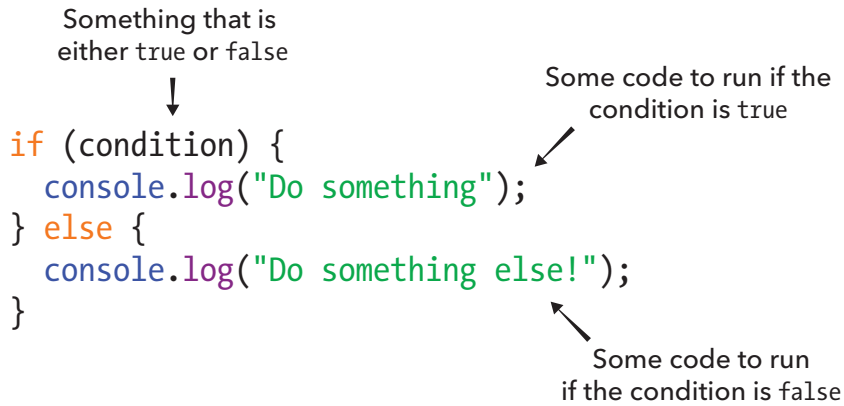 Something that is
either true or false
Some code to run if the
condition is true
if (condition) {
  console.log("Do something");
} else {
  console.log("Do something else!");
}
Some code to run
if the condition is false